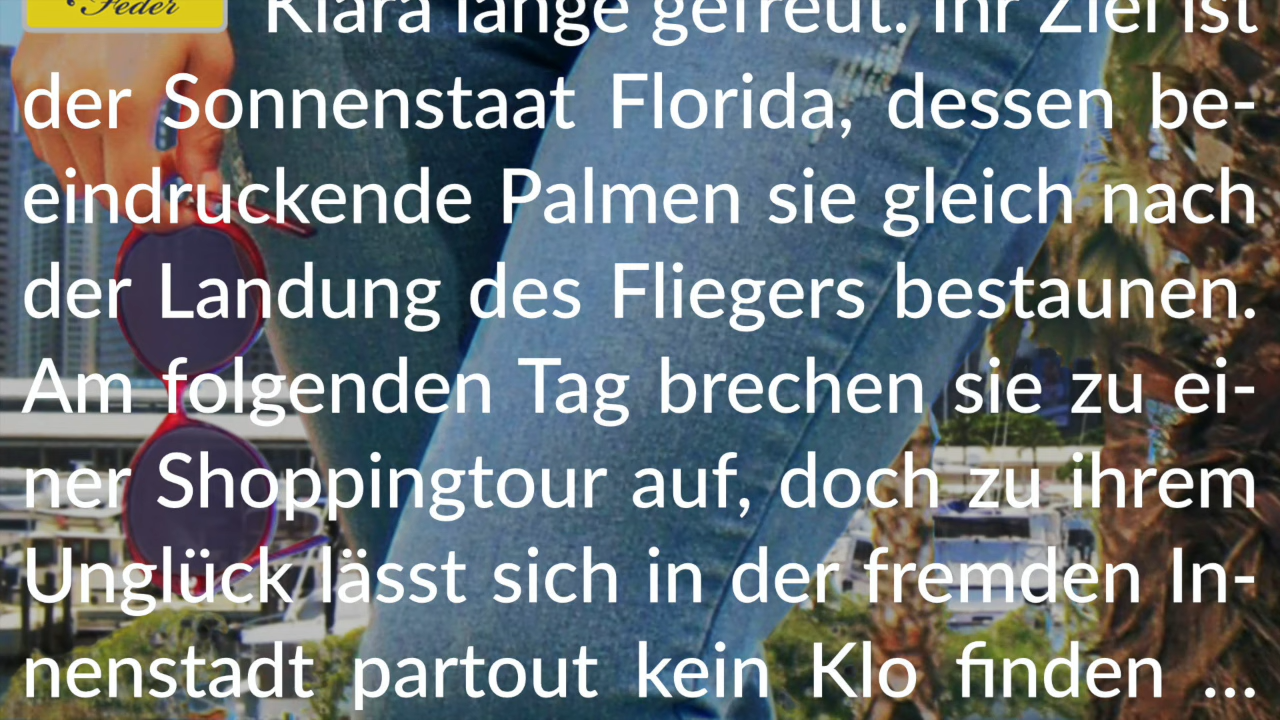 Feder
Klara lange gefreut. Ihr Ziel ist
der Sonnenstaat Florida, dessen be-
eindruckende Palmen sie gleich nach
der Landung des Fliegers bestaunen.
Am folgenden Tag brechen sie zu ei-
ner Shoppingtour auf, doch zu ihrem
Unglück lässt sich in der fremden In-
nenstadt partout kein Klo finden ...